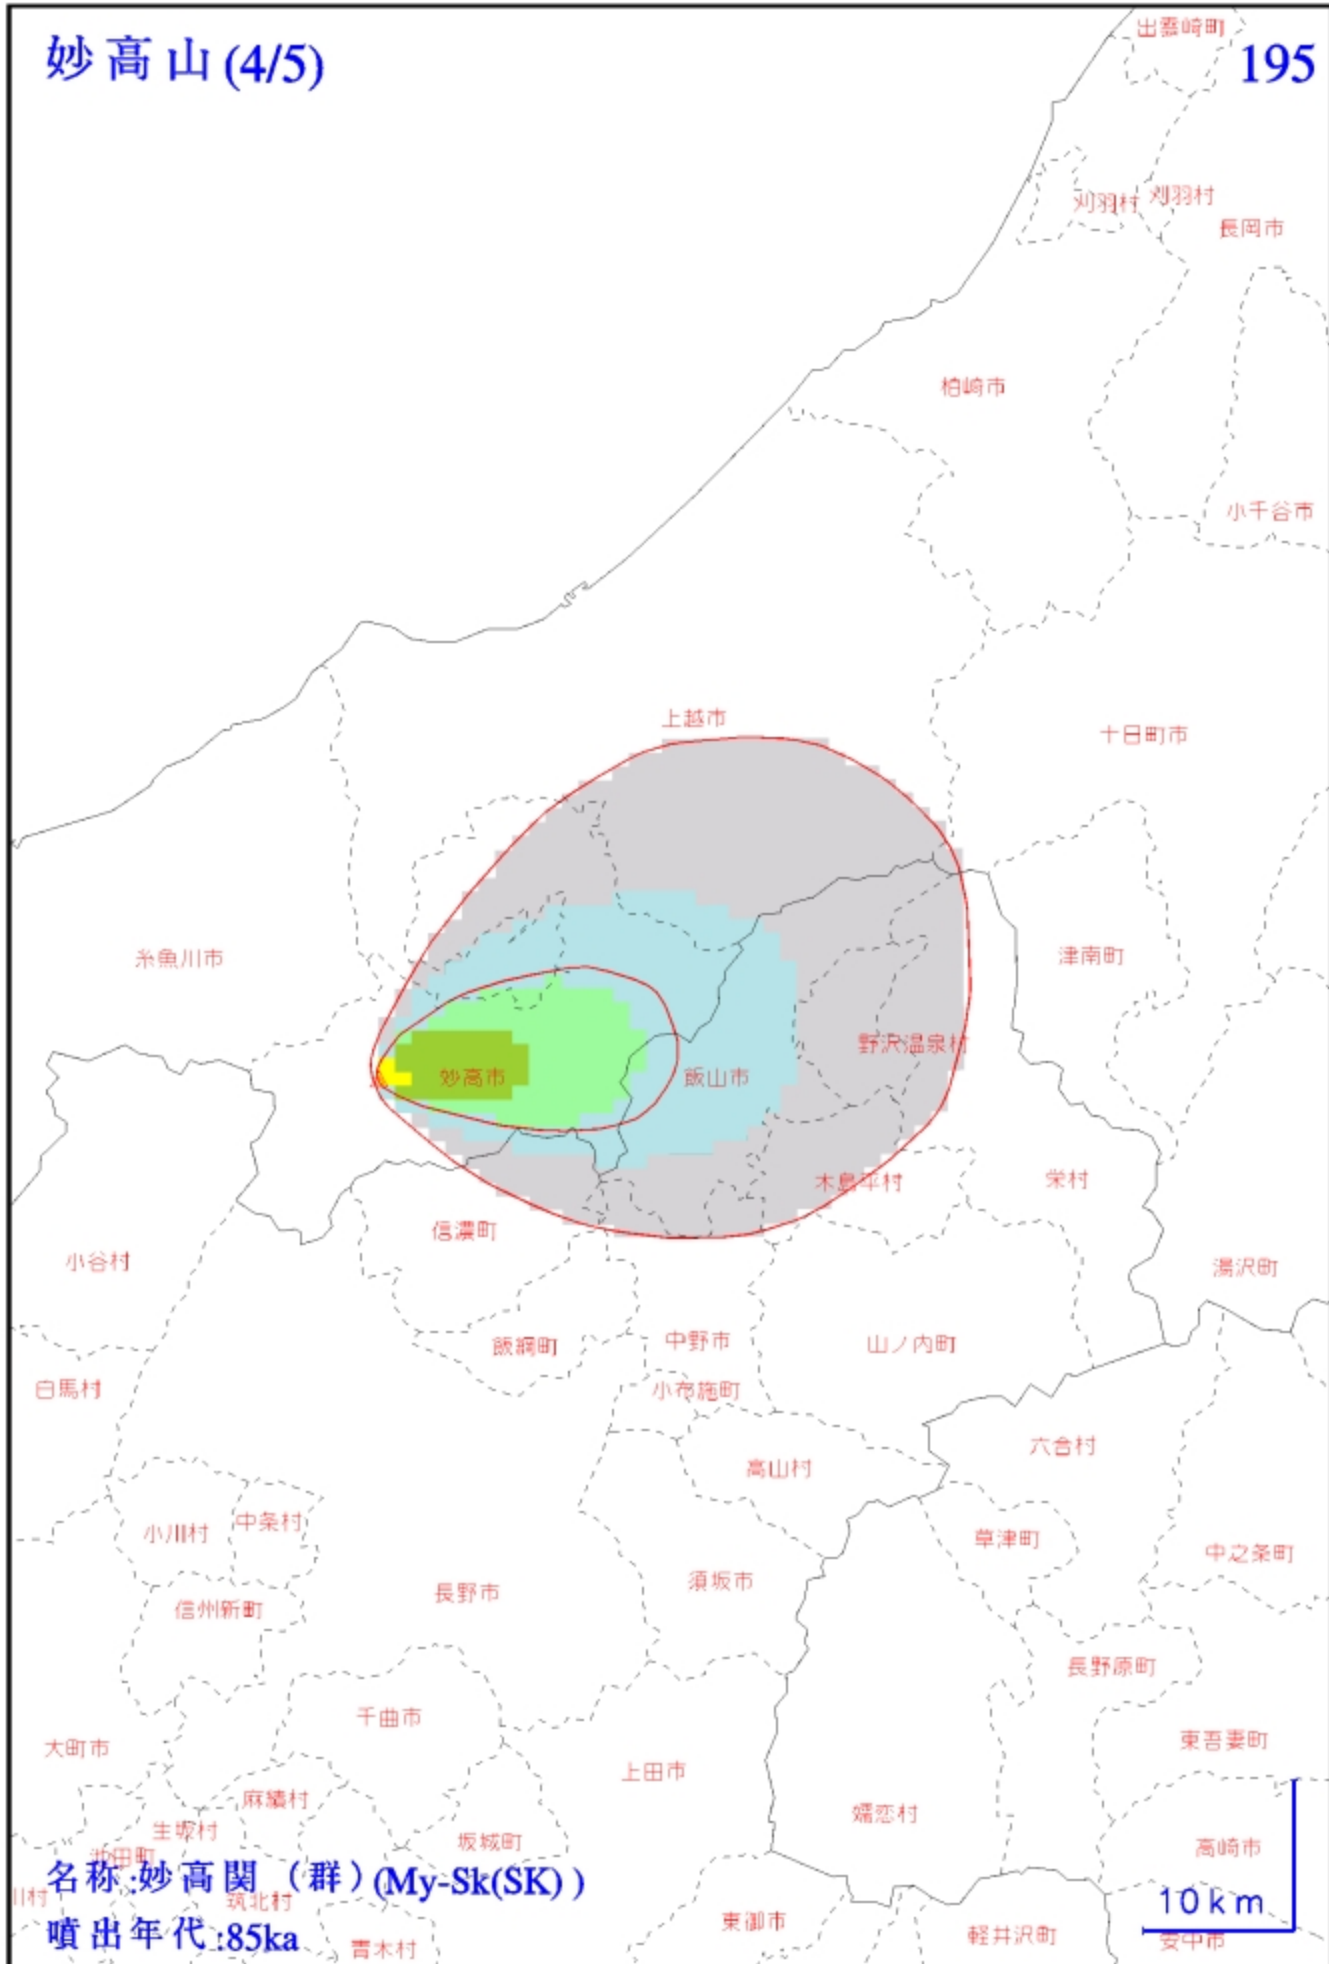 妙高山(4/5)
195
出雲崎町
刈羽村
刈羽村
長岡市
柏崎市
小千谷市
上越市
十日町市
糸魚川市
津南町
野沢温泉村
妙高市
飯山市
木島平村
栄村
信濃町
小谷村
湯沢町
飯綱町
中野市
山ノ内町
白馬村
小布施町
六合村
高山村
小川村
中条村
草津町
中之条町
須坂市
長野市
信州新町
長野原町
千曲市
大町市
東吾妻町
上田市
麻績村
生坂村
嬬恋村
坂城町
高崎市
池田町
名称:妙高関（群）(My-Sk(SK) )
川村
筑北村
10km
噴出年代:85ka
東御市
軽井沢町
安中市
青木村